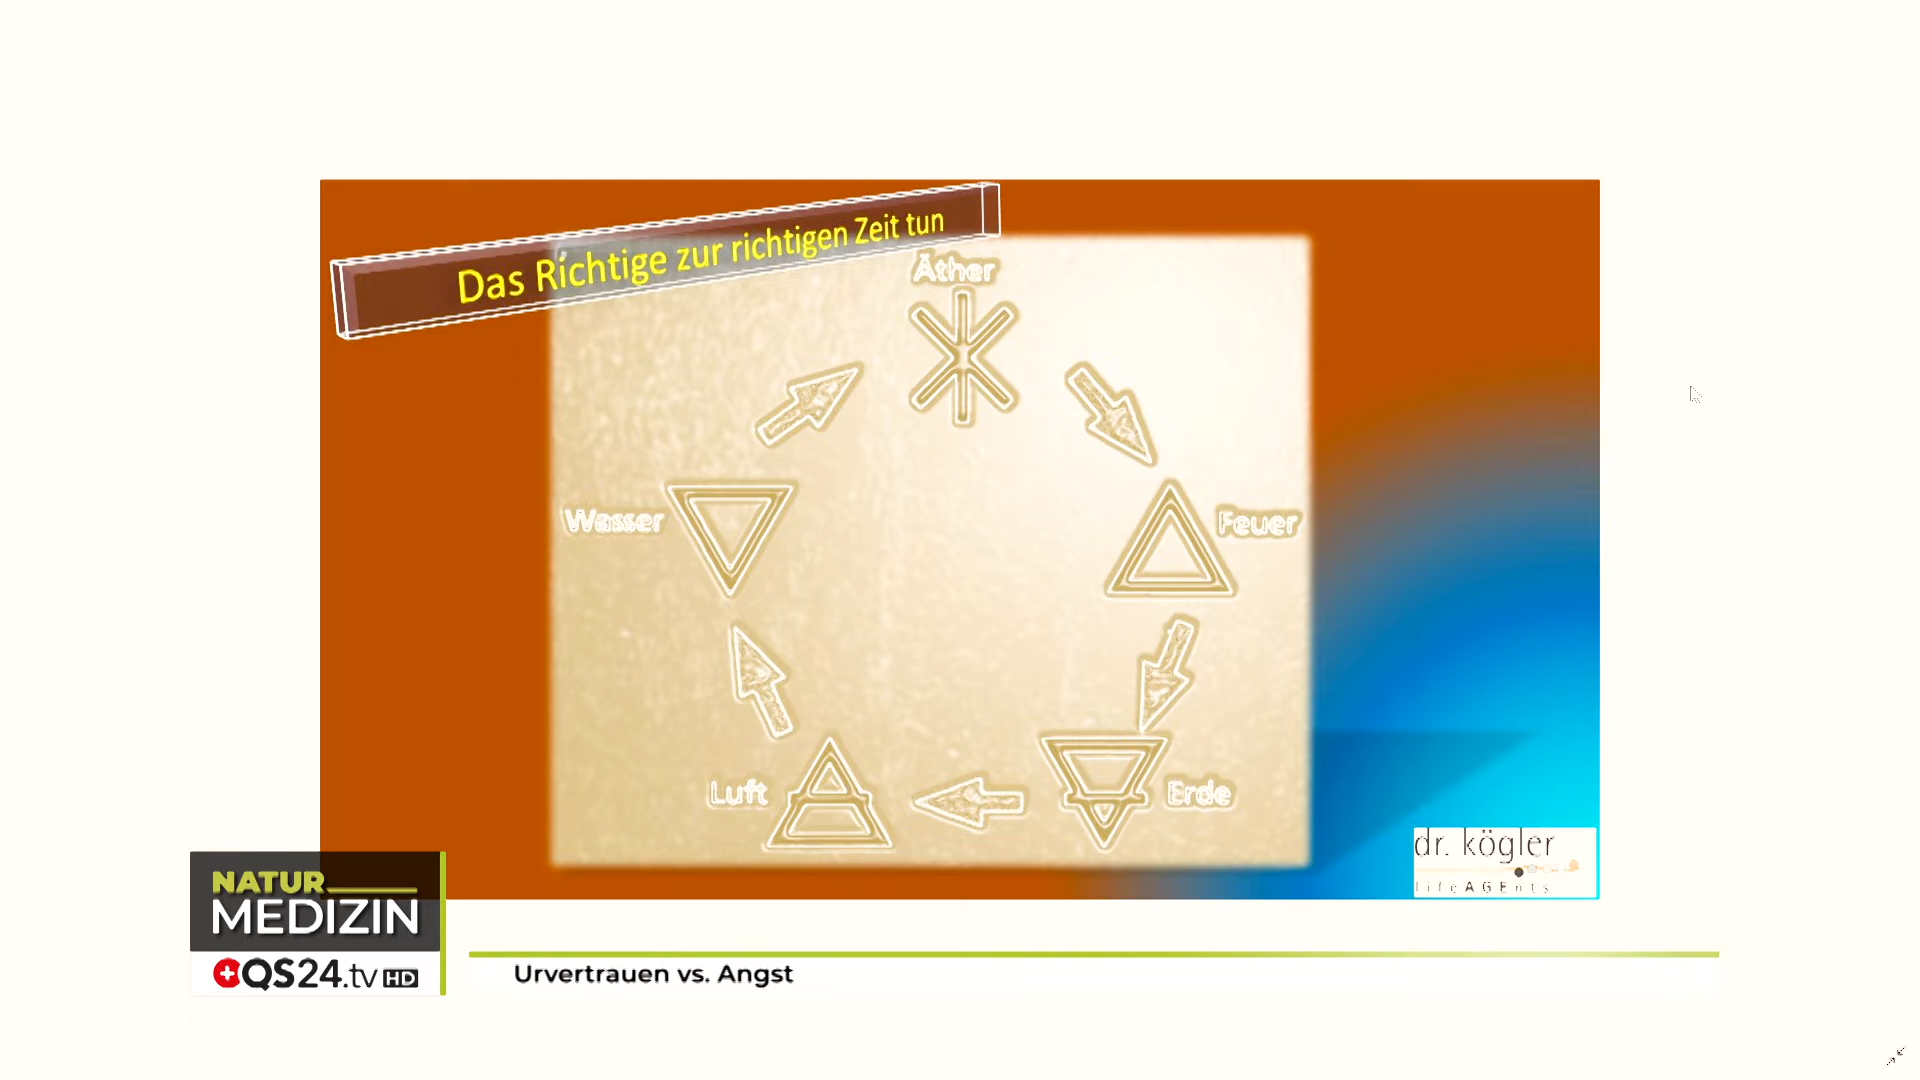 Das Richtige zur richtigen Zeit tun
Äther
Wasser
Feuer
Luft
Erde
dr. kögler
lifeAGEnts
NATUR
MEDIZIN
QS24.tv HD
Urvertrauen vs. Angst